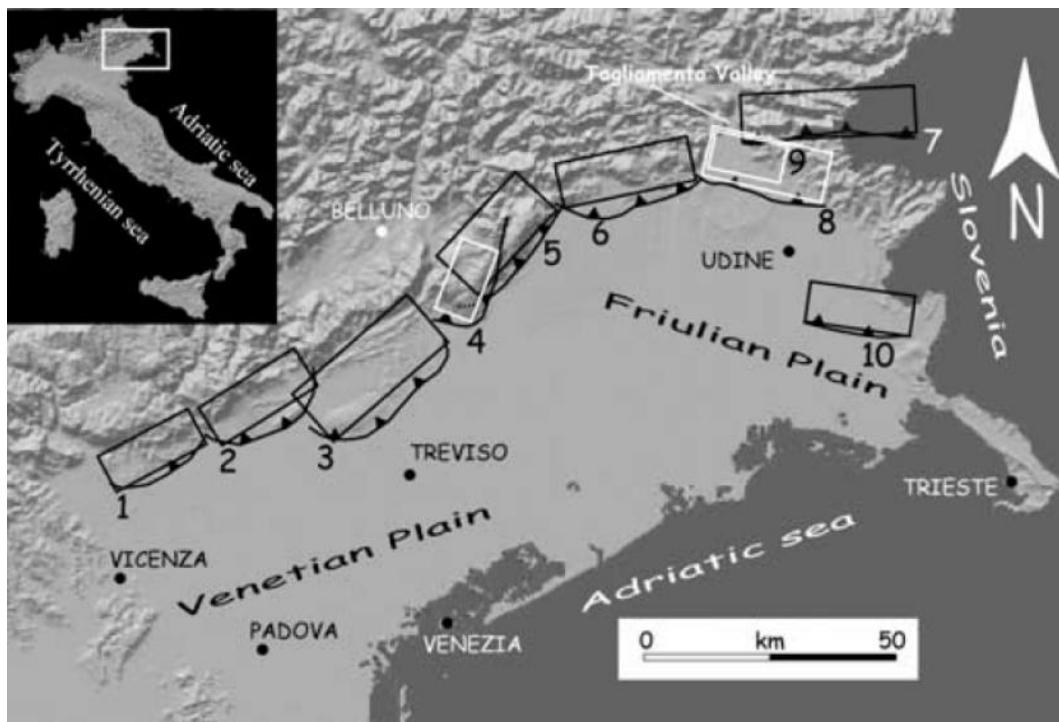 Adriatic sea
Tyrrhenian sea
Tagliamento Valley
N
Slovenia
BELLUNO
UDINE
Friulian Plain
TREVISO
TRIESTE
VICENZA
Venetian Plain
PADOVA
VENEZIA
Adriatic sea
1
2
3
4
5
6
7
8
9
10
0 km 50